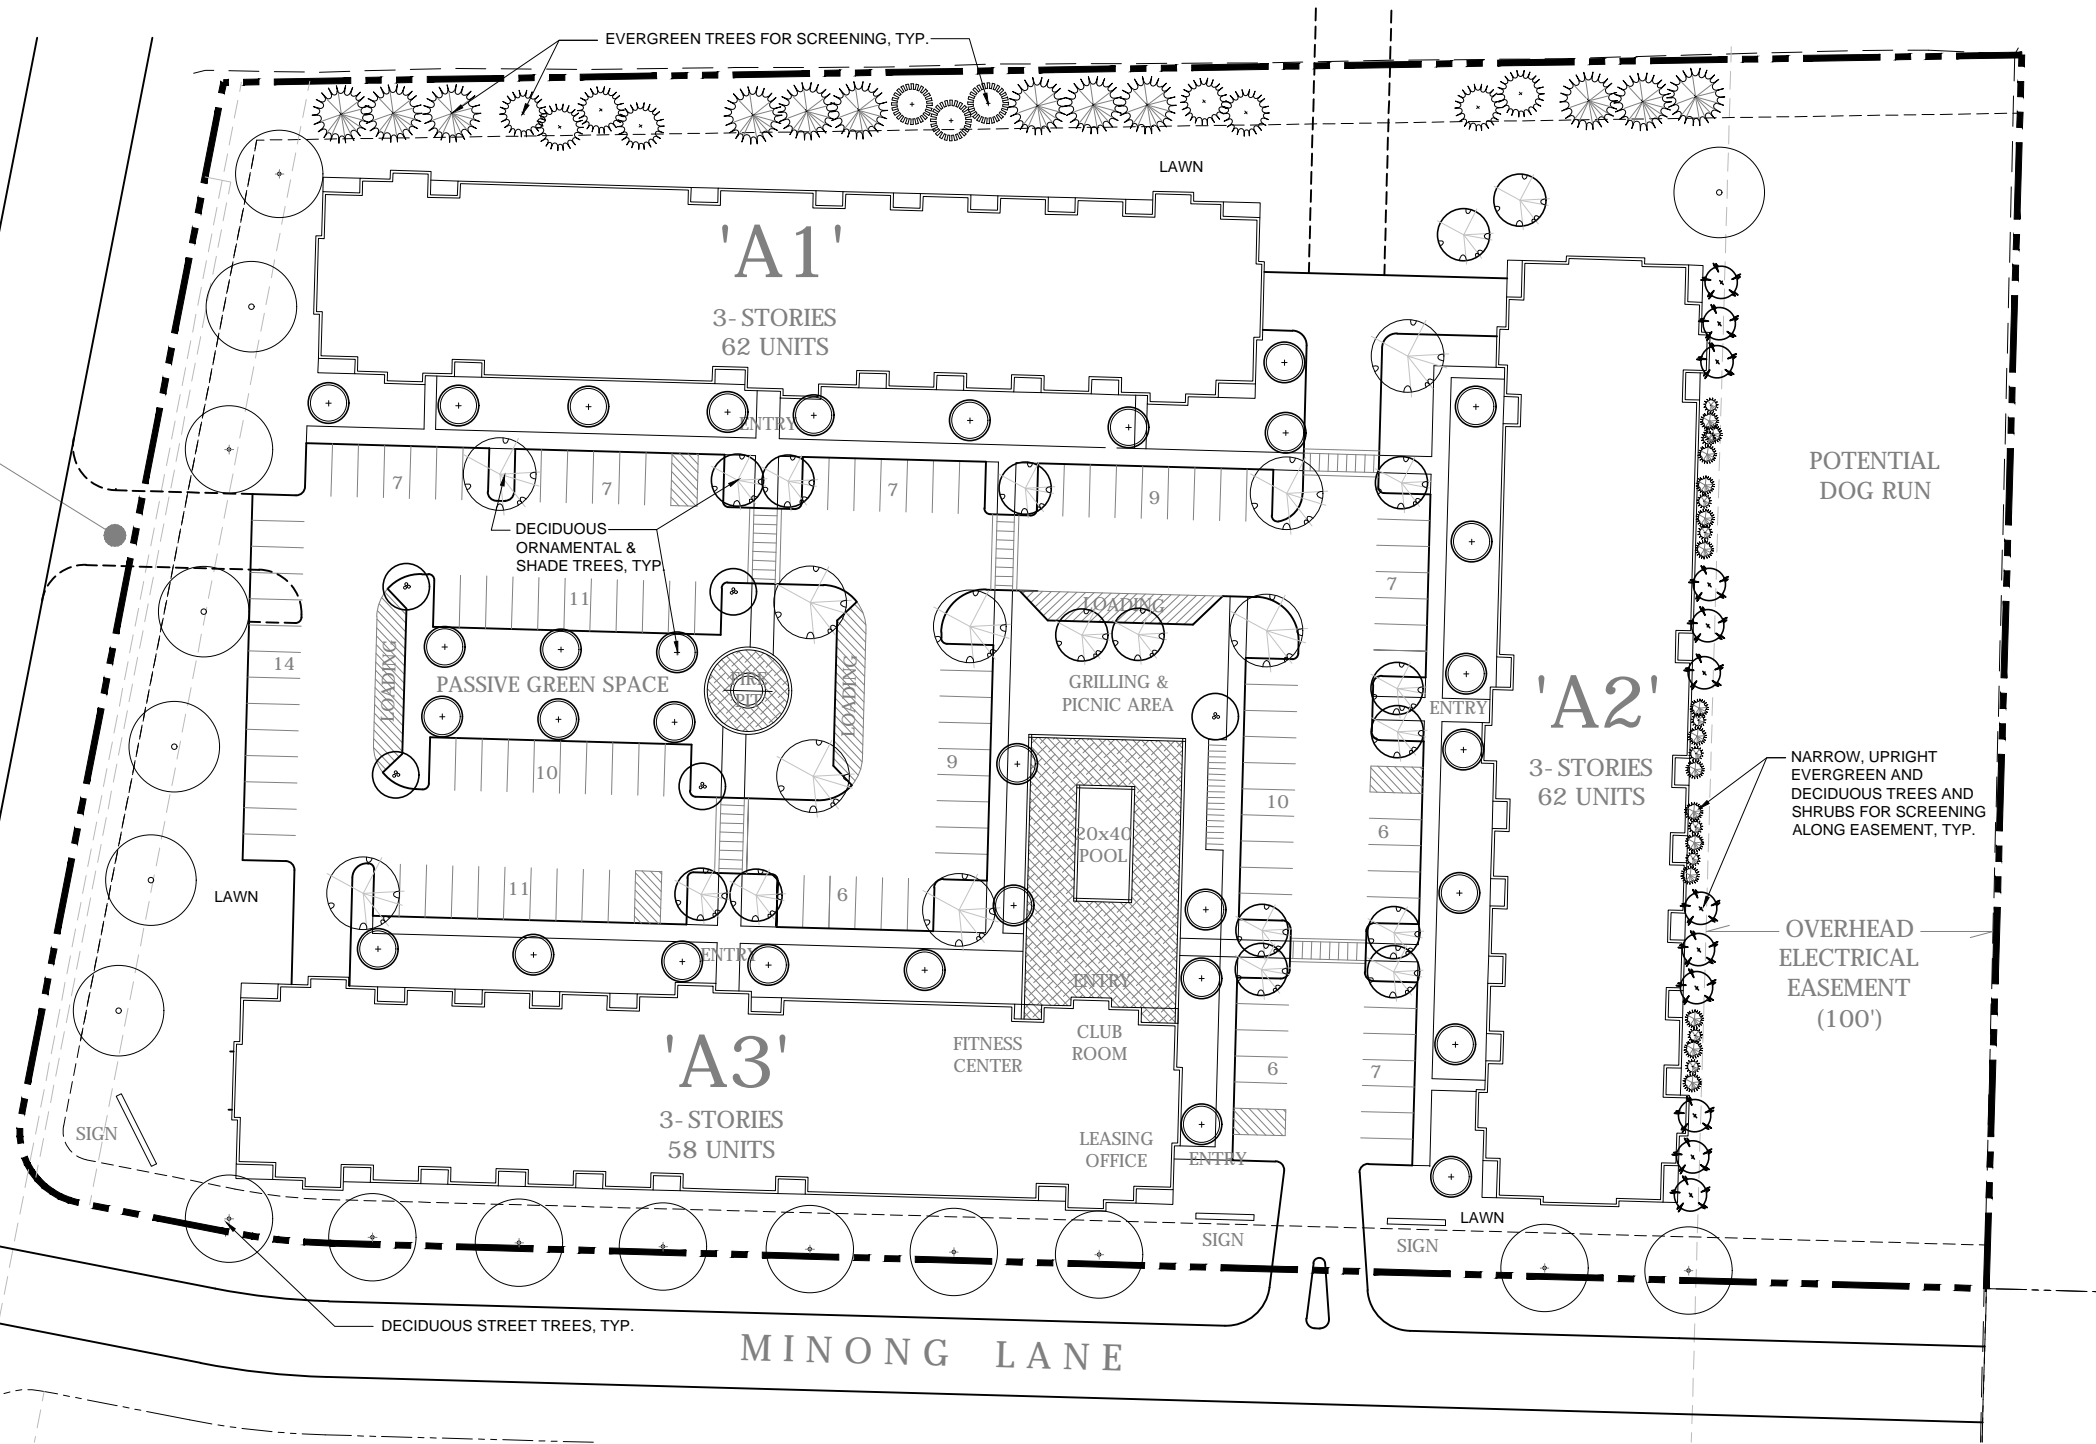 EVERGREEN TREES FOR SCREENING, TYP.
LAWN
'A1'
3-STORIES
62 UNITS
ENTRY
7
7
7
9
DECIDUOUS
ORNAMENTAL &
SHADE TREES, TYP.
POTENTIAL
DOG RUN
11
LOADING
7
14
LOADING
PASSIVE GREEN SPACE
FIRE
PIT
LOADING
GRILLING &
PICNIC AREA
ENTRY
'A2'
3-STORIES
62 UNITS
10
9
10
6
20x40
POOL
NARROW, UPRIGHT
EVERGREEN AND
DECIDUOUS TREES AND
SHRUBS FOR SCREENING
ALONG EASEMENT, TYP.
LAWN
11
6
ENTRY
ENTRY
OVERHEAD
ELECTRICAL
EASEMENT
(100')
'A3'
3-STORIES
58 UNITS
FITNESS
CENTER
CLUB
ROOM
6
7
SIGN
LEASING
OFFICE
ENTRY
SIGN
SIGN
LAWN
DECIDUOUS STREET TREES, TYP.
MINONG LANE